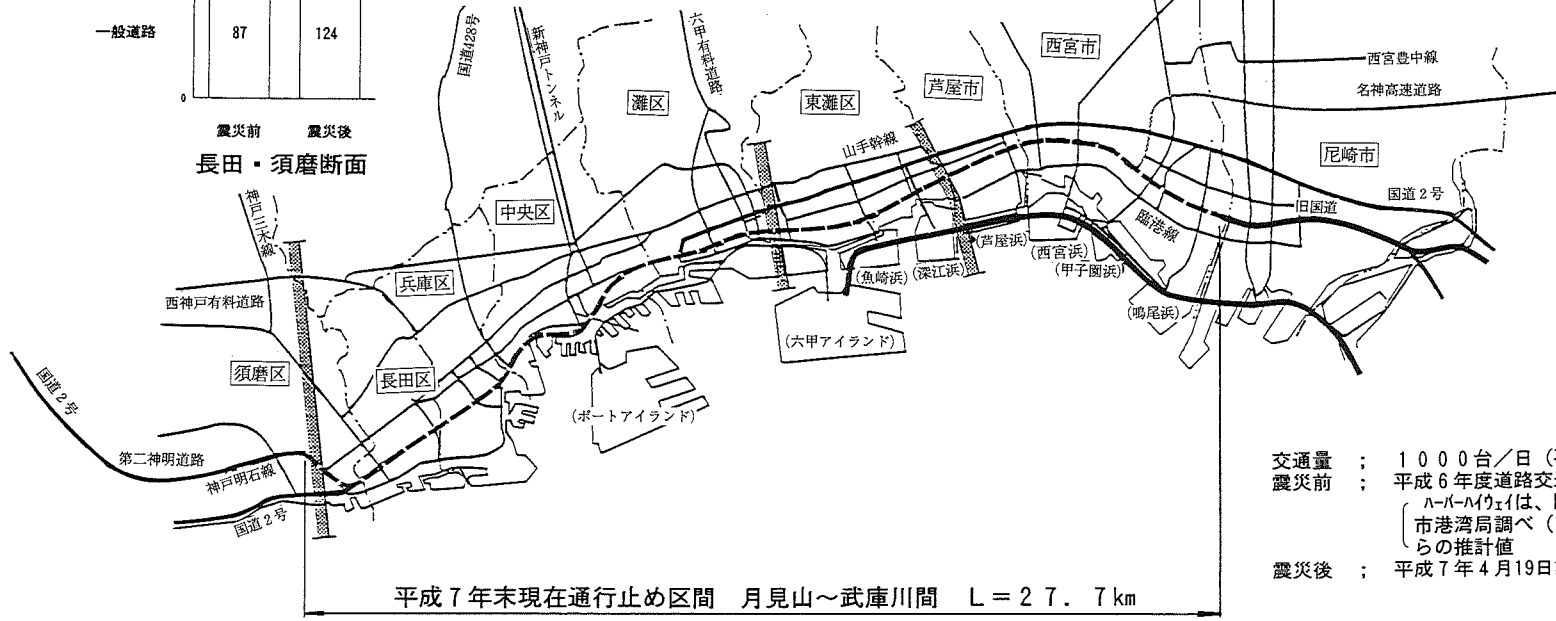 一般道路
87
124
0
震災前
震災後
長田・須磨断面
神戸三木線
国道428号
新神戸トンネル
六甲有料道路
灘区
東灘区
芦屋市
西宮市
西宮豊中線
名神高速道路
尼崎市
山手幹線
中央区
国道2号
旧国道
臨港線
(芦屋浜)
(西宮浜)
(甲子園浜)
(魚崎浜)
(深江浜)
(鳴尾浜)
(六甲アイランド)
兵庫区
西神戸有料道路
須磨区
長田区
(ポートアイランド)
国道2号
第二神明道路
神戸明石線
国道2号
交通量 ; 1000台/日 (
震災前 ; 平成6年度道路交
ハーバーハイウェイは、
市港湾局調べ (
らの推計値
震災後 ; 平成7年4月19日
平成7年末現在通行止め区間 月見山~武庫川間 L=27.7km